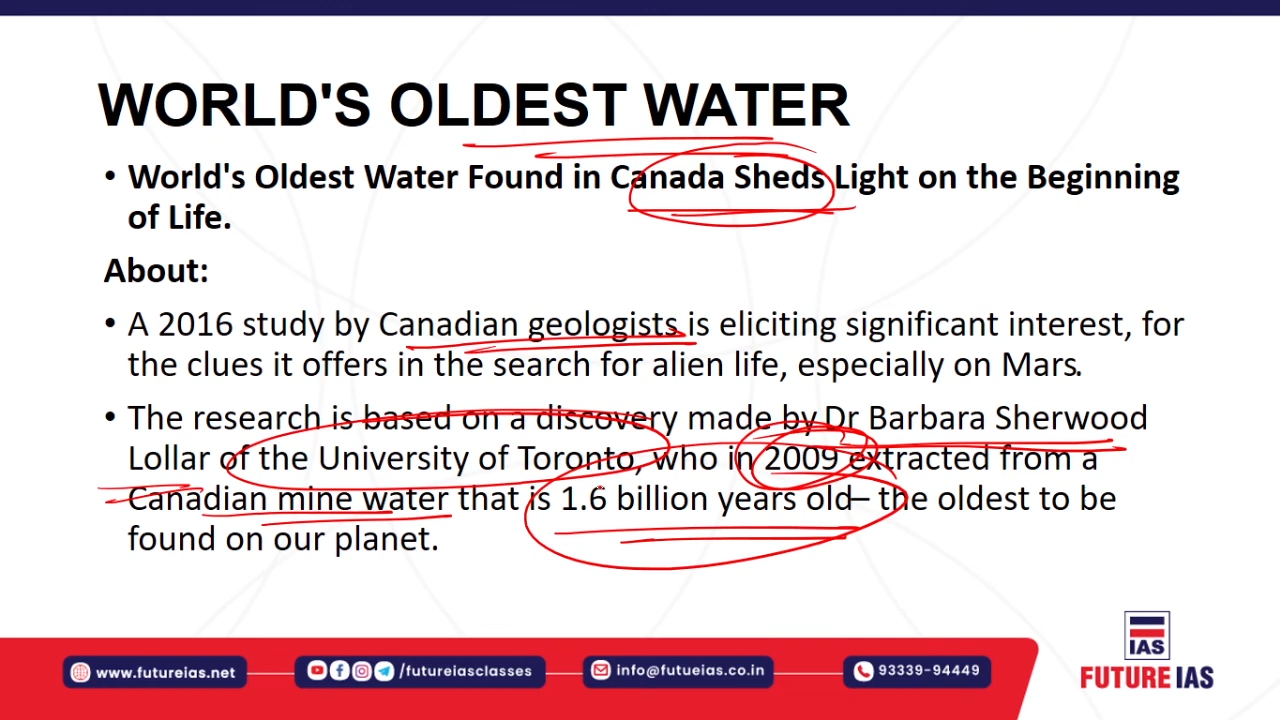 WORLD'S OLDEST WATER
• World's Oldest Water Found in Canada Sheds Light on the Beginning
of Life.
About:
• A 2016 study by Canadian geologists is eliciting significant interest, for
the clues it offers in the search for alien life, especially on Mars.
• The research is based on a discovery made by Dr Barbara Sherwood
Lollar of the University of Toronto, who in 2009 extracted from a
Canadian mine water that is 1.6 billion years old– the oldest to be
found on our planet.
www.futureias.net
/futureiasclasses
info@futueias.co.in
93339-94449
IAS
FUTURE IAS